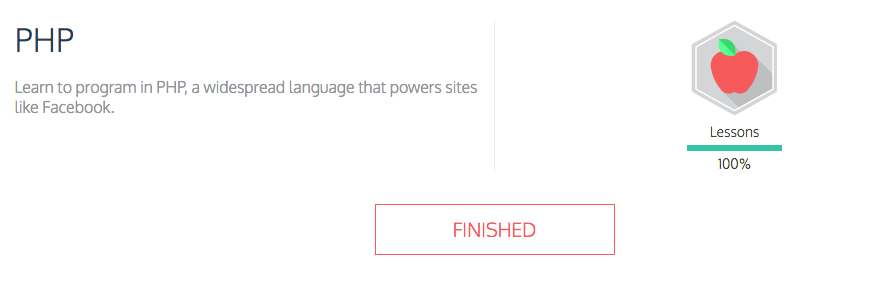 PHP
Learn to program in PHP, a widespread language that powers sites
like Facebook.
Lessons
100%
FINISHED